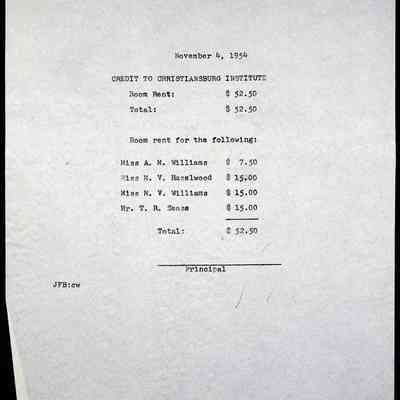 November 4, 1954
CREDIT TO CHRISTIANSBURG INSTITUTE
Room Rent: $ 52.50
Total: $ 52.50
Room rent for the following:
Miss A. M. Williams $ 7.50
Miss M. V. Hazelwood $ 15.00
Miss M. V. Williams $ 15.00
Mr. T. R. $ 15.00
Total: $ 52.50
Principal
JFB:cw